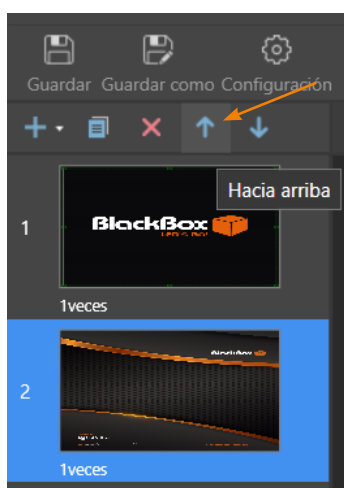 Guardar Guardar como Configuración
Hacia arriba
1
BlackBox
1veces
2
BlackBox
1veces